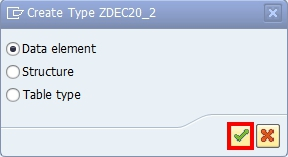 Create Type ZDEC20_2
Data element
Structure
Table type